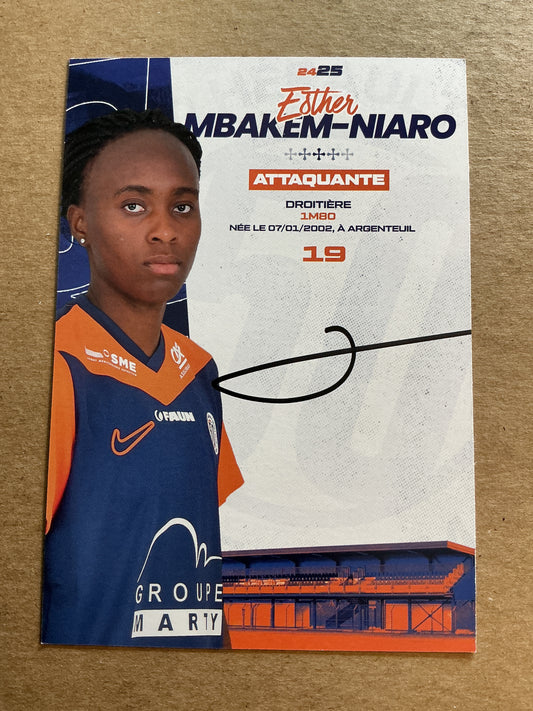 2425
Esther
MBAKEM-NIARO
ATTAQUANTE
DROITIÈRE
1M80
NÉE LE 07/01/2002, À ARGENTEUIL
19
SME
FAUN
GROUPE
MARTY